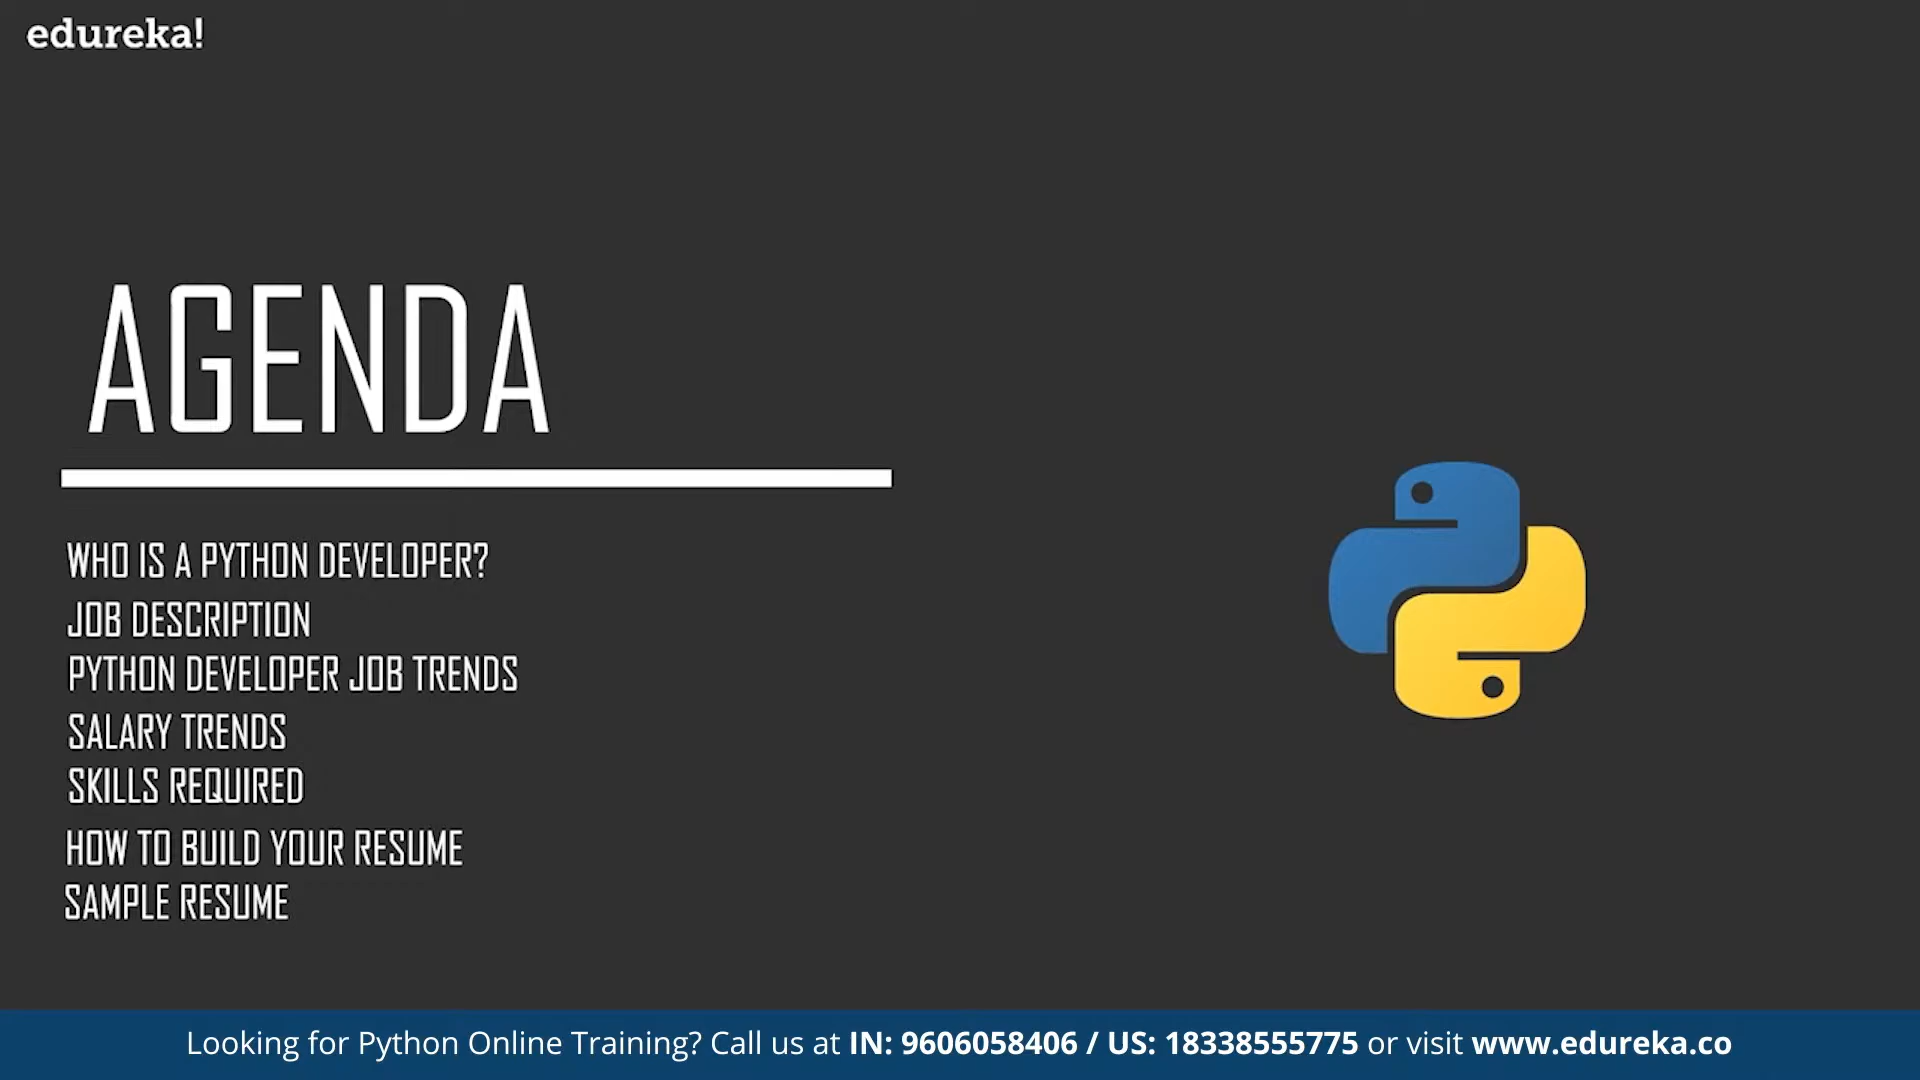 edureka!
AGENDA
WHO IS A PYTHON DEVELOPER?
JOB DESCRIPTION
PYTHON DEVELOPER JOB TRENDS
SALARY TRENDS
SKILLS REQUIRED
HOW TO BUILD YOUR RESUME
SAMPLE RESUME
Looking for Python Online Training? Call us at IN: 9606058406 / US: 18338555775 or visit www.edureka.co